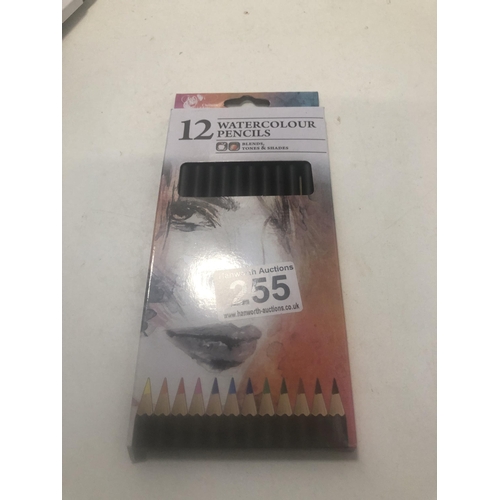 12 WATERCOLOUR
PENCILS
BLENDS,
TONES & SHADES
Auctions
255
www.hanworth-auctions.co.uk